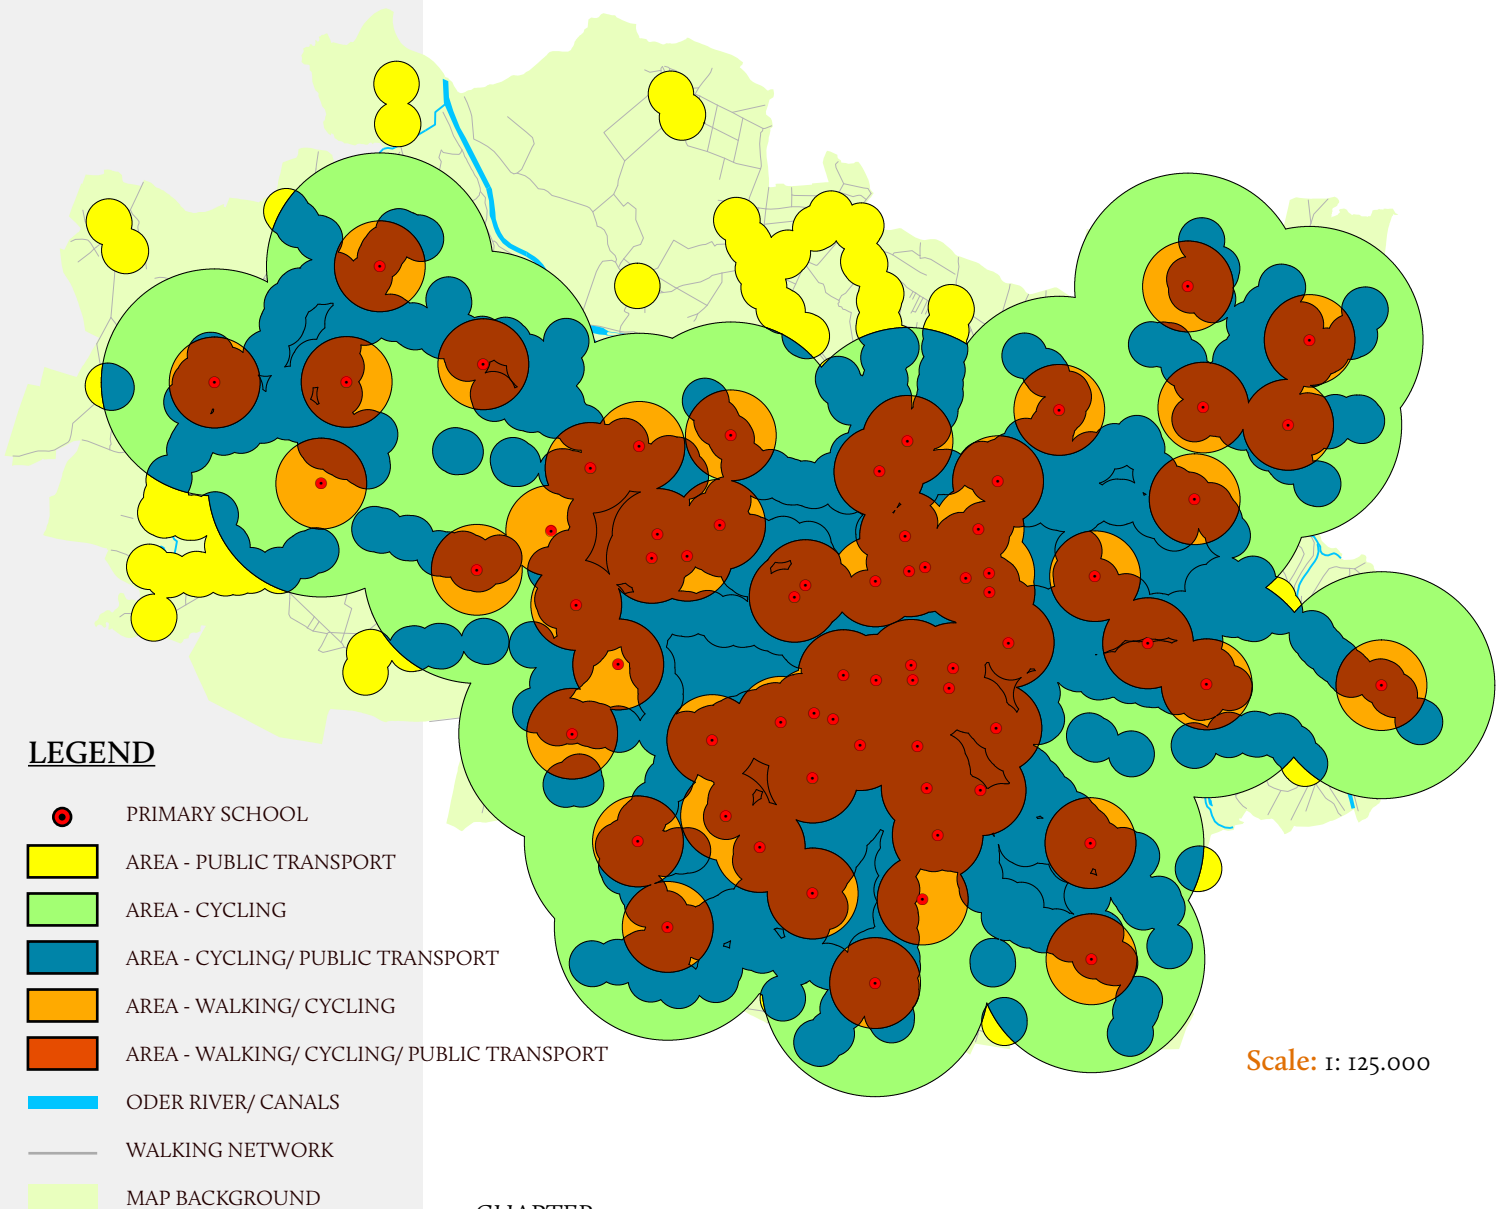 LEGEND
PRIMARY SCHOOL
AREA - PUBLIC TRANSPORT
AREA - CYCLING
AREA - CYCLING/ PUBLIC TRANSPORT
AREA - WALKING/ CYCLING
AREA - WALKING/ CYCLING/ PUBLIC TRANSPORT
Scale: 1: 125.000
ODER RIVER/ CANALS
WALKING NETWORK
MAP BACKGROUND
CHAPTER